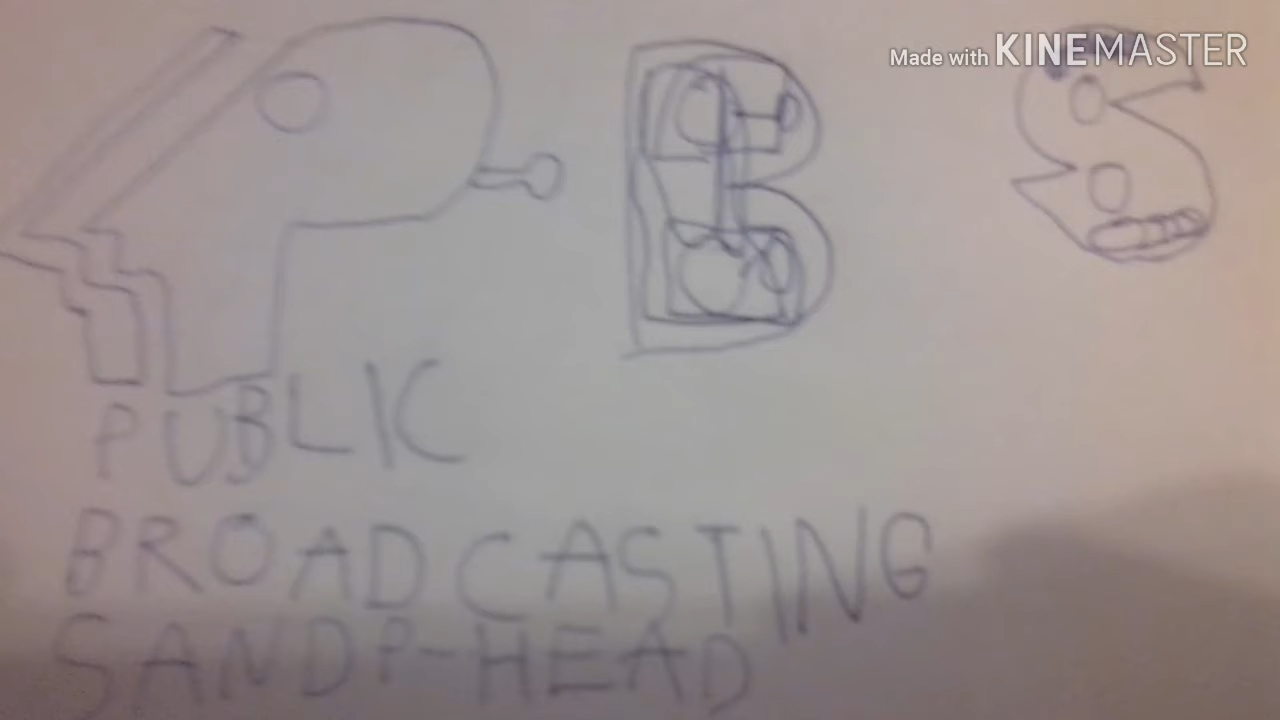 Made with KINEMASTER
P B S
PUBLIC
BROADCASTING
SANDP-HEAD